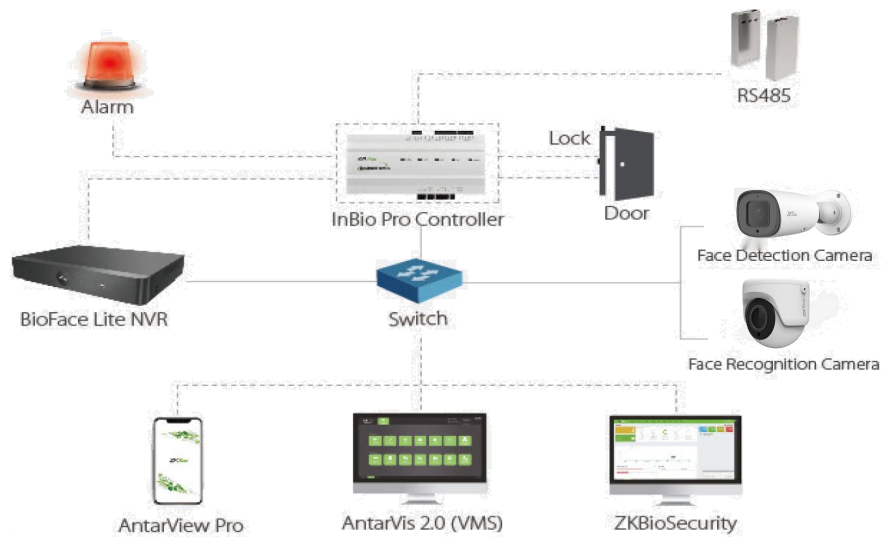 RS485
Alarm
Lock
InBio Pro Controller
Door
Face Detection Camera
BioFace Lite NVR
Switch
Face Recognition Camera
AntarView Pro
AntarVis 2.0 (VMS)
ZKBioSecurity